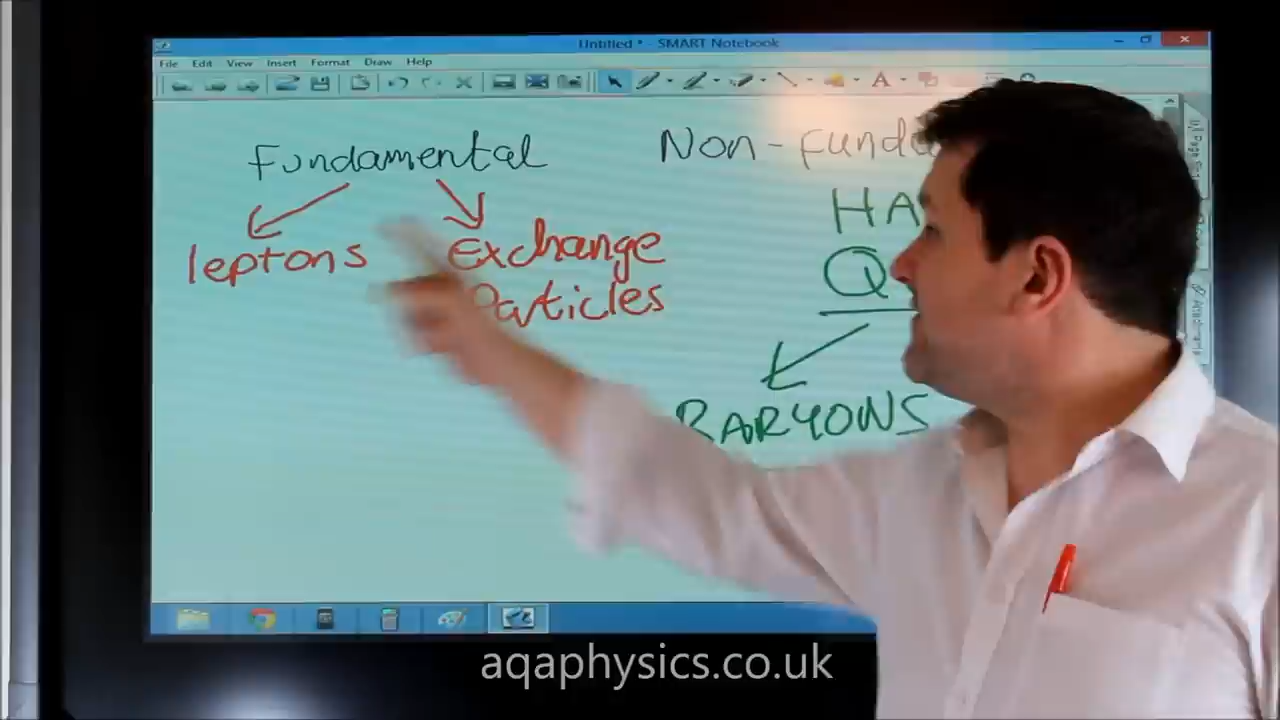 Untitled * - SMART Notebook
File Edit View Insert Format Draw Help
Fundamental
leptons
Exchange
Particles
Non-Funda
HA
Q
BARYONS
aqaphysics.co.uk